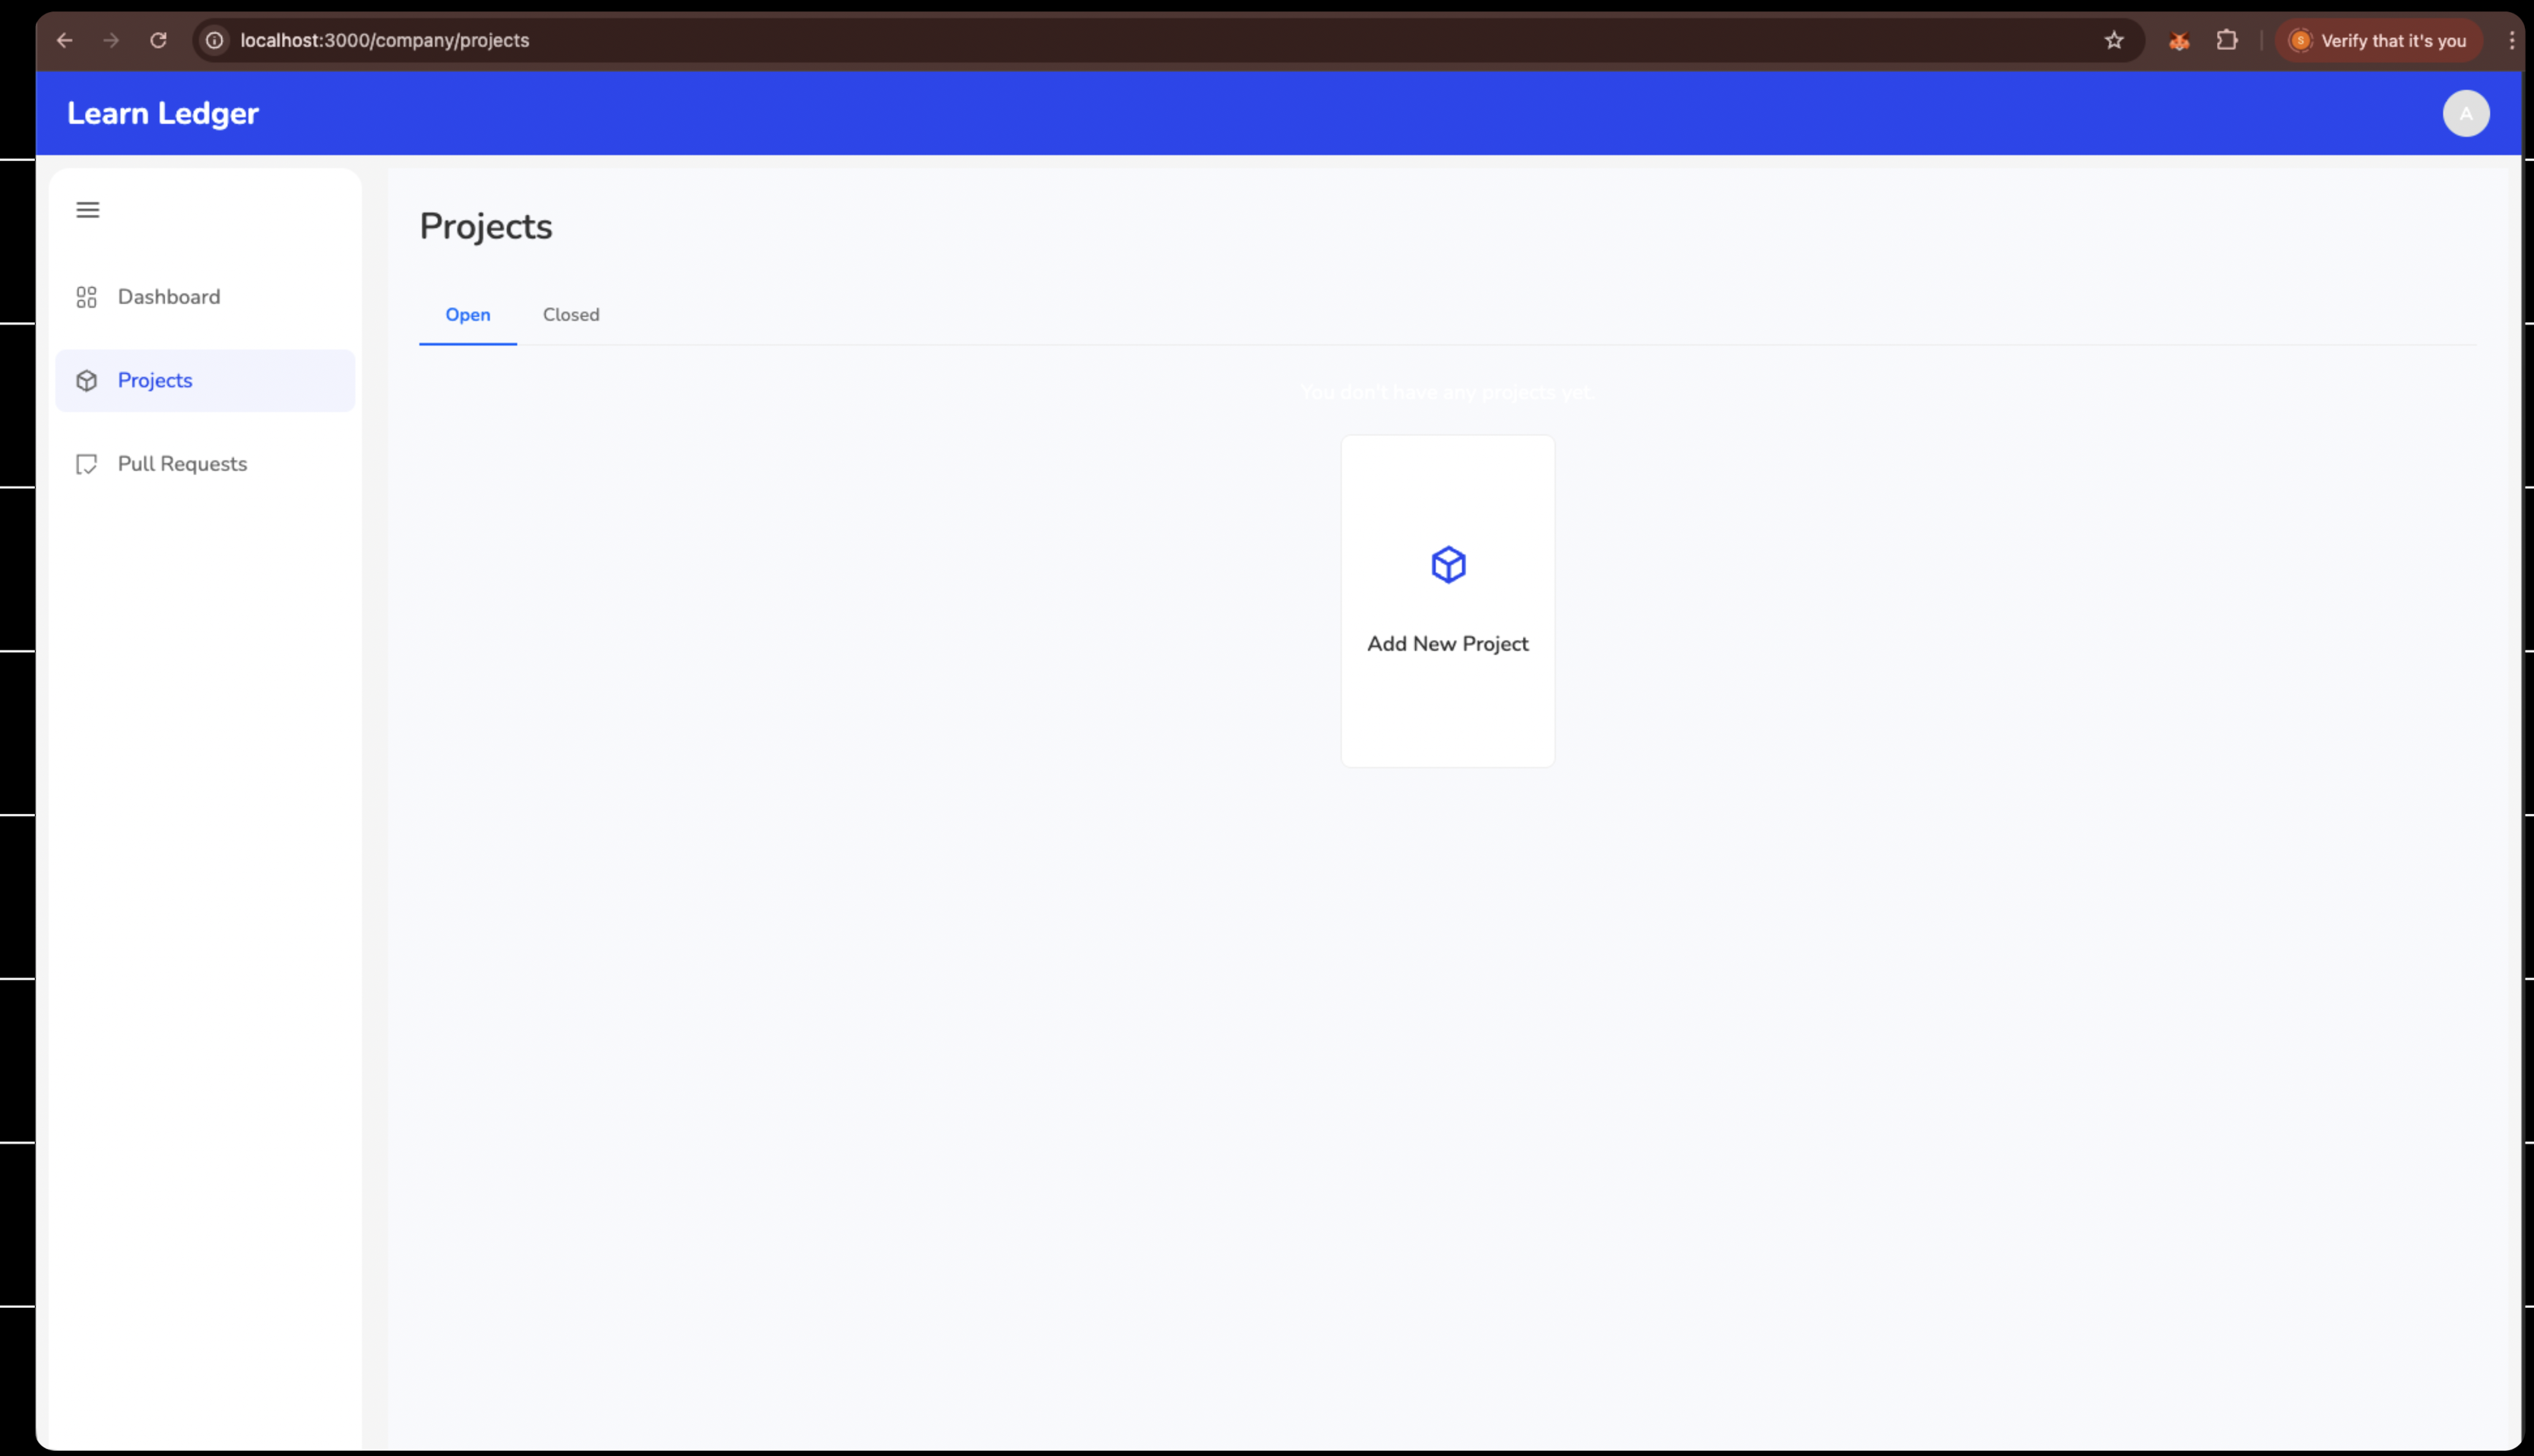 localhost:3000/company/projects
S
Verify that it's you
Learn Ledger
A
Dashboard
Projects
Pull Requests
Projects
Open
Closed
You don't have any projects yet.
Add New Project